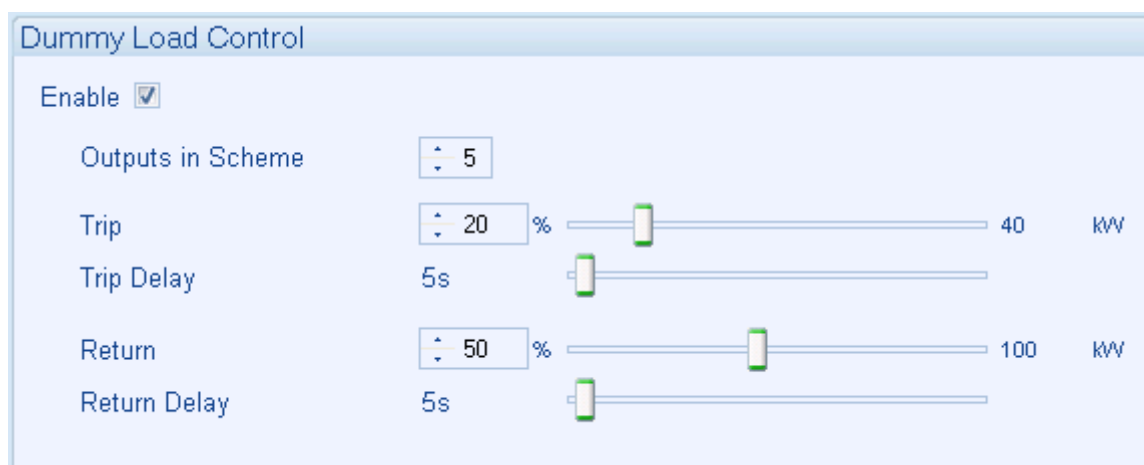 Dummy Load Control
Enable
Outputs in Scheme 5
Trip 20 % 40 kW
Trip Delay 5s
Return 50 % 100 kW
Return Delay 5s